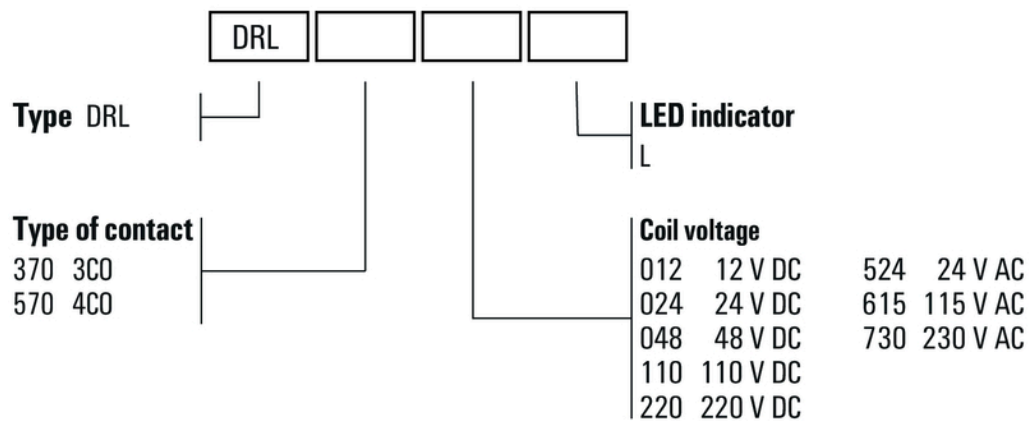 DRL
Type DRL
LED indicator
L
Type of contact
370 3CO
570 4CO
Coil voltage
012 12 V DC 524 24 V AC
024 24 V DC 615 115 V AC
048 48 V DC 730 230 V AC
110 110 V DC
220 220 V DC